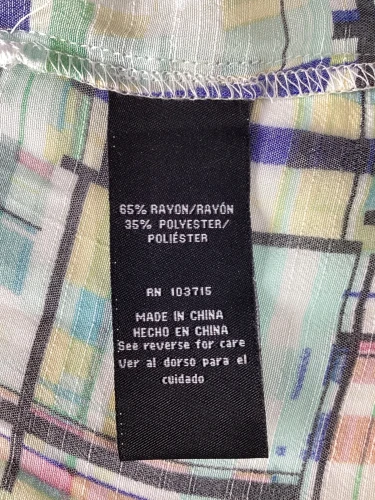 65% RAYON/RAYÓN
35% POLYESTER/
POLIÉSTER
RN 103715
MADE IN CHINA
HECHO EN CHINA
See reverse for care
Ver al dorso para el
cuidado